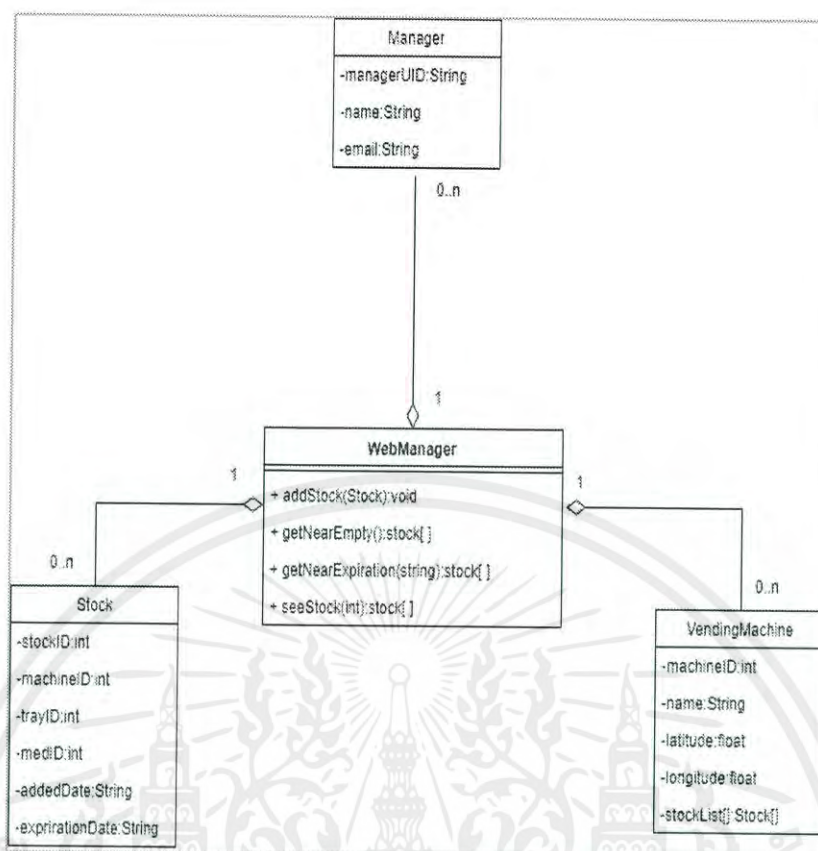 Manager
-managerUID:String
-name:String
-email:String
0..n
1
WebManager
+ addStock(Stock):void
+ getNearEmpty():stock[ ]
+ getNearExpiration(string):stock[ ]
+ seeStock(int):stock[ ]
1
1
0..n
0..n
Stock
-stockID:int
-machineID:int
-trayID:int
-medID:int
-addedDate:String
-exprirationDate:String
VendingMachine
-machineID:int
-name:String
-latitude:float
-longitude:float
-stockList[]:Stock[]